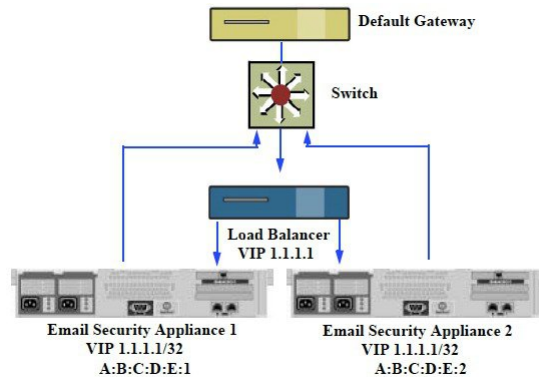 Default Gateway
Switch
Load Balancer
VIP 1.1.1.1
Email Security Appliance 1
VIP 1.1.1.1/32
A:B:C:D:E:1
Email Security Appliance 2
VIP 1.1.1.1/32
A:B:C:D:E:2